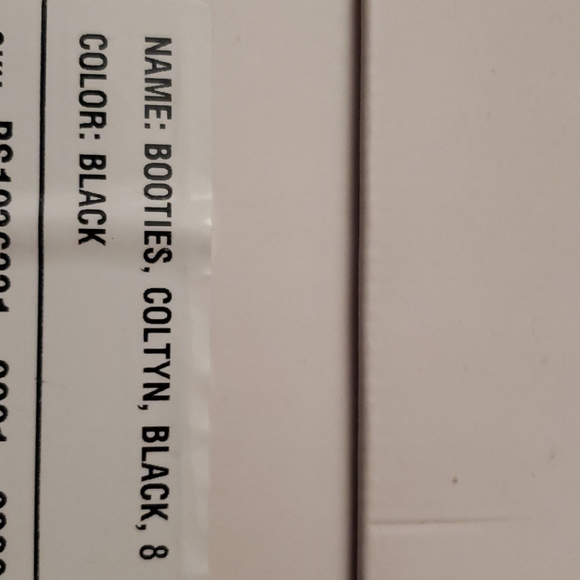 NAME: BOOTIES, COLTYN, BLACK, 8
COLOR: BLACK